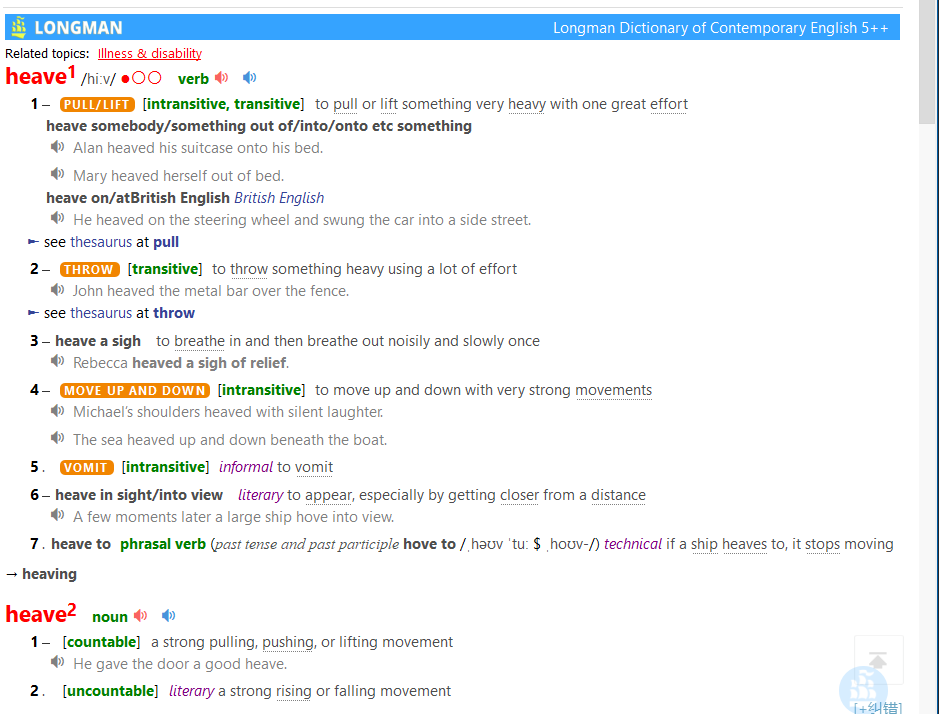 LONGMAN Longman Dictionary of Contemporary English 5++
Related topics: Illness & disability
heave1 /hiːv/ ●○○ verb
1 – PULL/LIFT [intransitive, transitive] to pull or lift something very heavy with one great effort
heave somebody/something out of/into/onto etc something
Alan heaved his suitcase onto his bed.
Mary heaved herself out of bed.
heave on/atBritish English British English
He heaved on the steering wheel and swung the car into a side street.
► see thesaurus at pull
2 – THROW [transitive] to throw something heavy using a lot of effort
John heaved the metal bar over the fence.
► see thesaurus at throw
3 – heave a sigh to breathe in and then breathe out noisily and slowly once
Rebecca heaved a sigh of relief.
4 – MOVE UP AND DOWN [intransitive] to move up and down with very strong movements
Michael’s shoulders heaved with silent laughter.
The sea heaved up and down beneath the boat.
5 . VOMIT [intransitive] informal to vomit
6 – heave in sight/into view literary to appear, especially by getting closer from a distance
A few moments later a large ship hove into view.
7 . heave to phrasal verb (past tense and past participle hove to /ˌhəʊv ˈtuː $ ˌhoʊv-/) technical if a ship heaves to, it stops moving
→ heaving
heave2 noun
1 – [countable] a strong pulling, pushing, or lifting movement
He gave the door a good heave.
2 . [uncountable] literary a strong rising or falling movement
[+纠错]